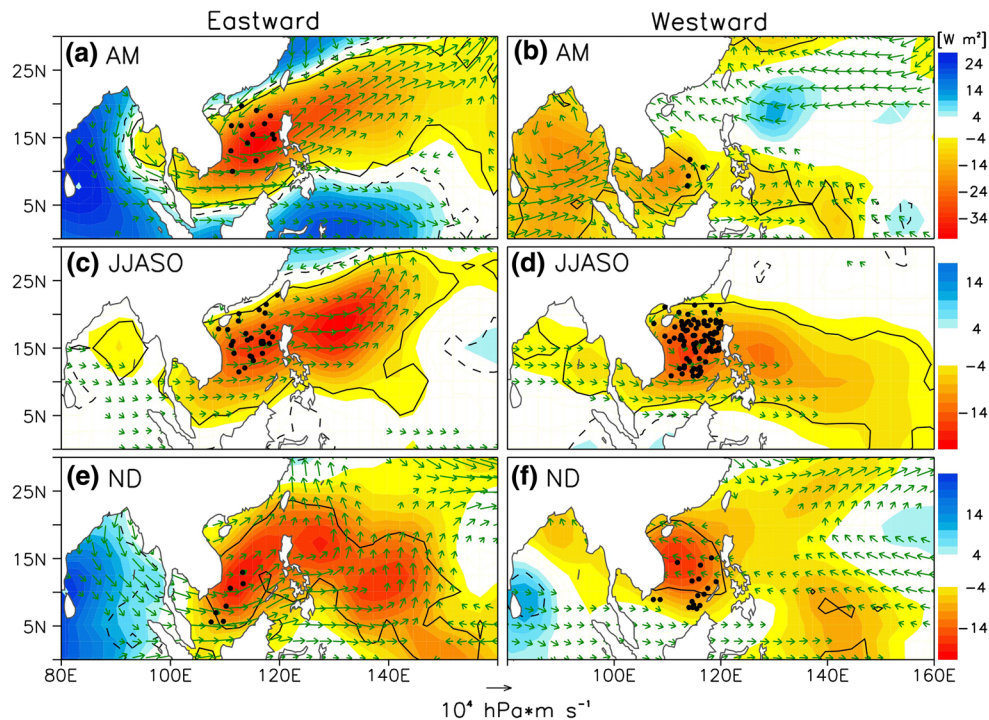 Eastward Westward
(a) AM
(b) AM
[W m²]
25N
15N
5N
24
14
4
−4
−14
−24
−34
(c) JJASO
(d) JJASO
25N
15N
5N
14
4
−4
−14
(e) ND
(f) ND
25N
15N
5N
14
4
−4
−14
80E 100E 120E 140E 100E 120E 140E 160E
10⁴ hPa*m s⁻¹